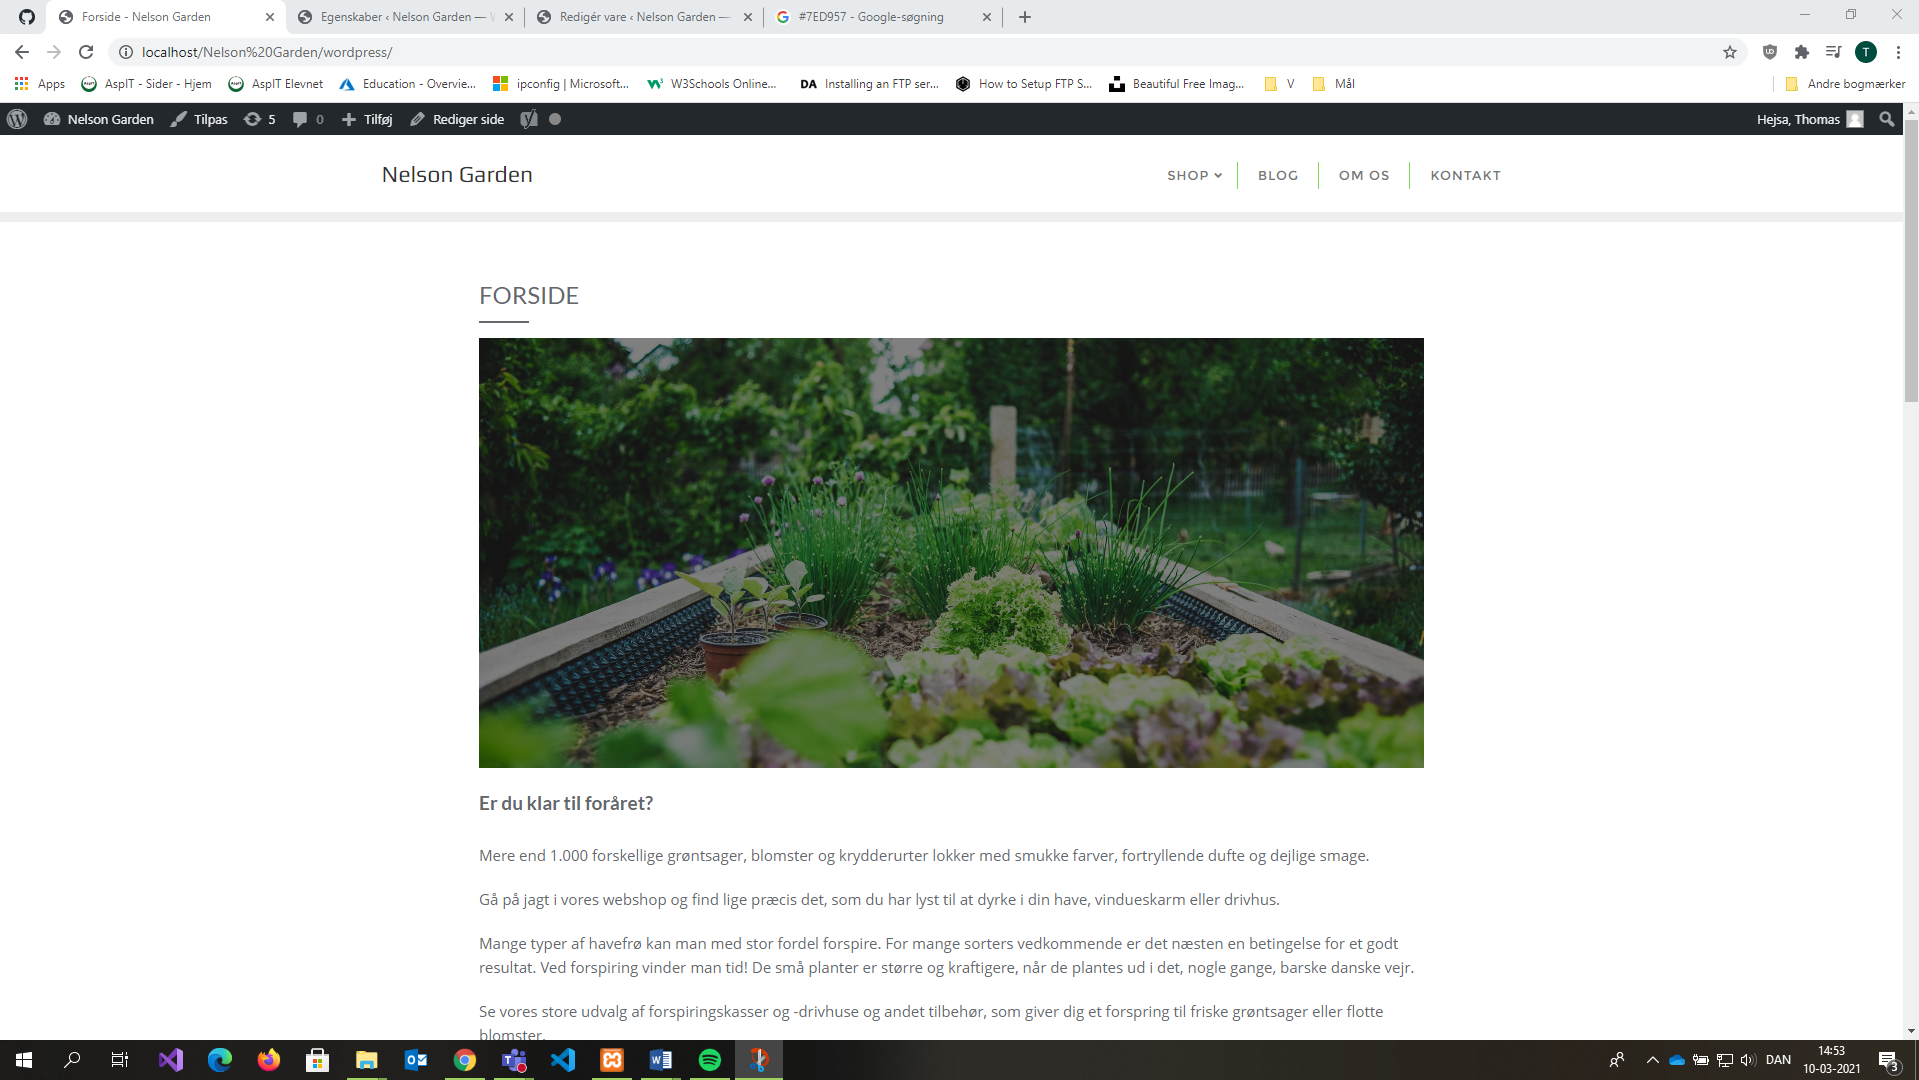 Forside - Nelson Garden
Egenskaber ‹ Nelson Garden —
Redigér vare ‹ Nelson Garden —
#7ED957 - Google-søgning
localhost/Nelson%20Garden/wordpress/
T
Apps
AspIT - Sider - Hjem
AspIT Elevnet
Education - Overvie...
ipconfig | Microsoft...
W3Schools Online...
DA Installing an FTP ser...
How to Setup FTP S...
Beautiful Free Imag...
V
Mål
Andre bogmærker
Nelson Garden
Tilpas
5
0
Tilføj
Rediger side
Hejsa, Thomas
Nelson Garden
SHOP
BLOG
OM OS
KONTAKT
FORSIDE
Er du klar til foråret?
Mere end 1.000 forskellige grøntsager, blomster og krydderurter lokker med smukke farver, fortryllende dufte og dejlige smage.
Gå på jagt i vores webshop og find lige præcis det, som du har lyst til at dyrke i din have, vindueskarm eller drivhus.
Mange typer af havefrø kan man med stor fordel forspire. For mange sorters vedkommende er det næsten en betingelse for et godt
resultat. Ved forspiring vinder man tid! De små planter er større og kraftigere, når de plantes ud i det, nogle gange, barske danske vejr.
Se vores store udvalg af forspiringskasser og -drivhuse og andet tilbehør, som giver dig et forspring til friske grøntsager eller flotte
blomster.
DAN
14:53
10-03-2021
3